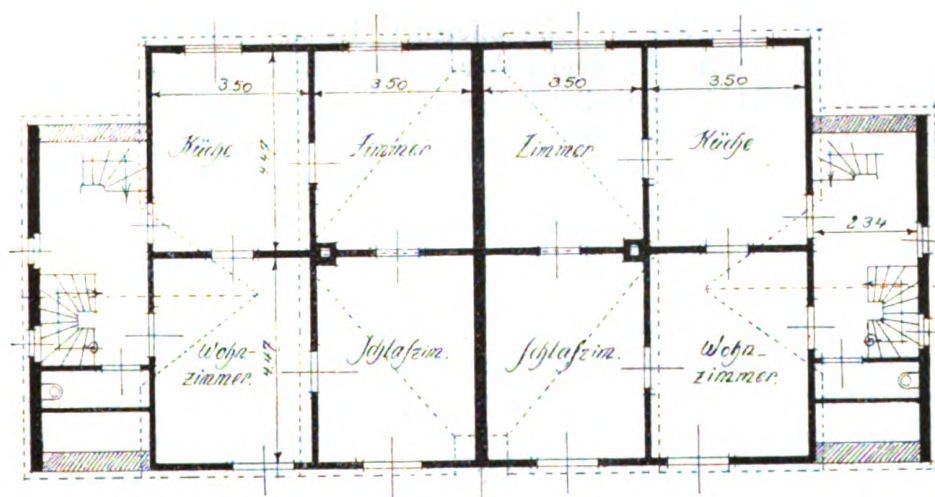 3.50
3.50
3.50
3.50
4.47
Küche
Zimmer
Zimmer
Küche
2.34
4.47
Wohn-
zimmer.
Schlafzim.
Schlafzim.
Wohn-
zimmer.